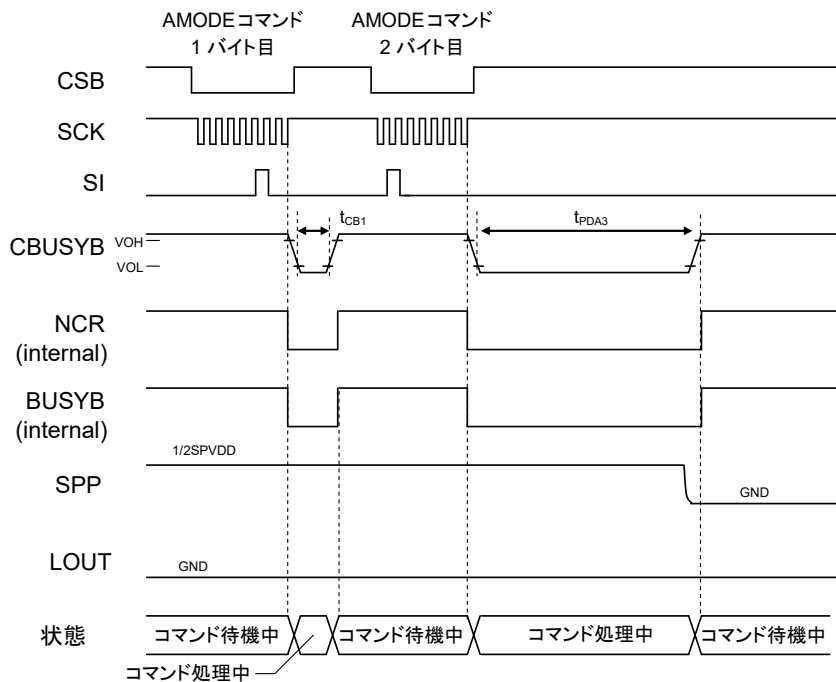 AMODEコマンド AMODEコマンド
1 バイト目 2 バイト目
CSB
SCK
SI
tCB1 tPDA3
CBUSYB
VOH
VOL
NCR
(internal)
BUSYB
(internal)
1/2SPVDD
SPP
GND
LOUT
GND
状態 コマンド待機中 コマンド待機中 コマンド処理中 コマンド待機中
コマンド処理中